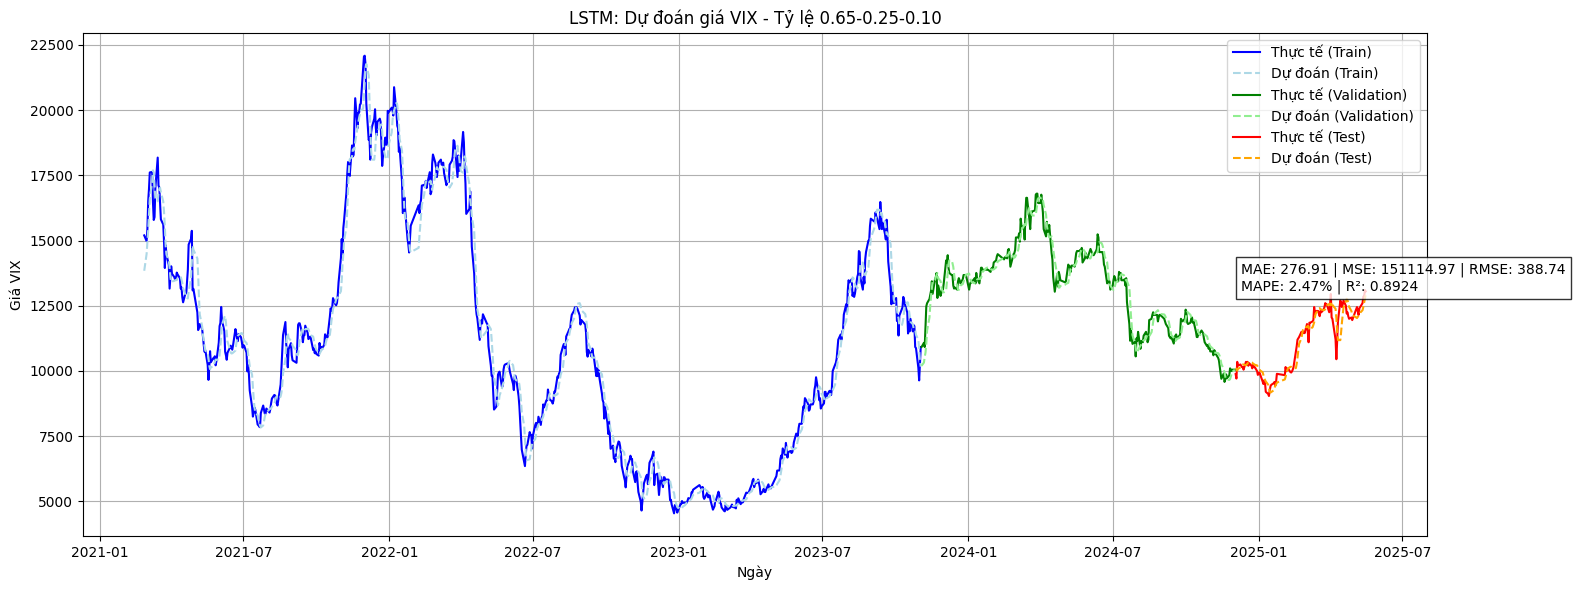 LSTM: Dự đoán giá VIX - Tỷ lệ 0.65-0.25-0.10
Giá VIX
22500
20000
17500
15000
12500
10000
7500
5000
Thực tế (Train)
Dự đoán (Train)
Thực tế (Validation)
Dự đoán (Validation)
Thực tế (Test)
Dự đoán (Test)
MAE: 276.91 | MSE: 151114.97 | RMSE: 388.74
MAPE: 2.47% | R²: 0.8924
2021-01
2021-07
2022-01
2022-07
2023-01
2023-07
2024-01
2024-07
2025-01
2025-07
Ngày